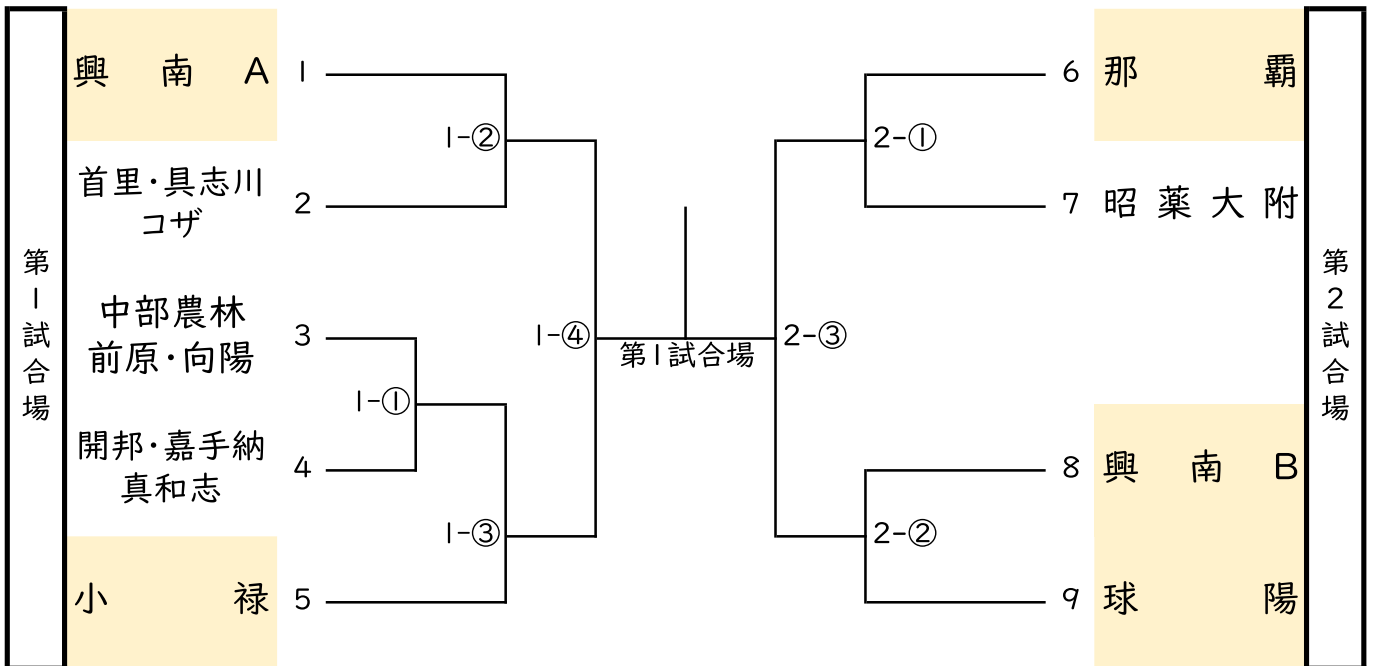 第1試合場
興南A 1
1-②
首里・具志川
コザ
2
中部農林
前原・向陽
3
1-①
開邦・嘉手納
真和志
4
1-③
小禄 5
1-④
第1試合場
2-③
6 那覇
2-①
7 昭薬大附
8 興南B
2-②
9 球陽
第2試合場